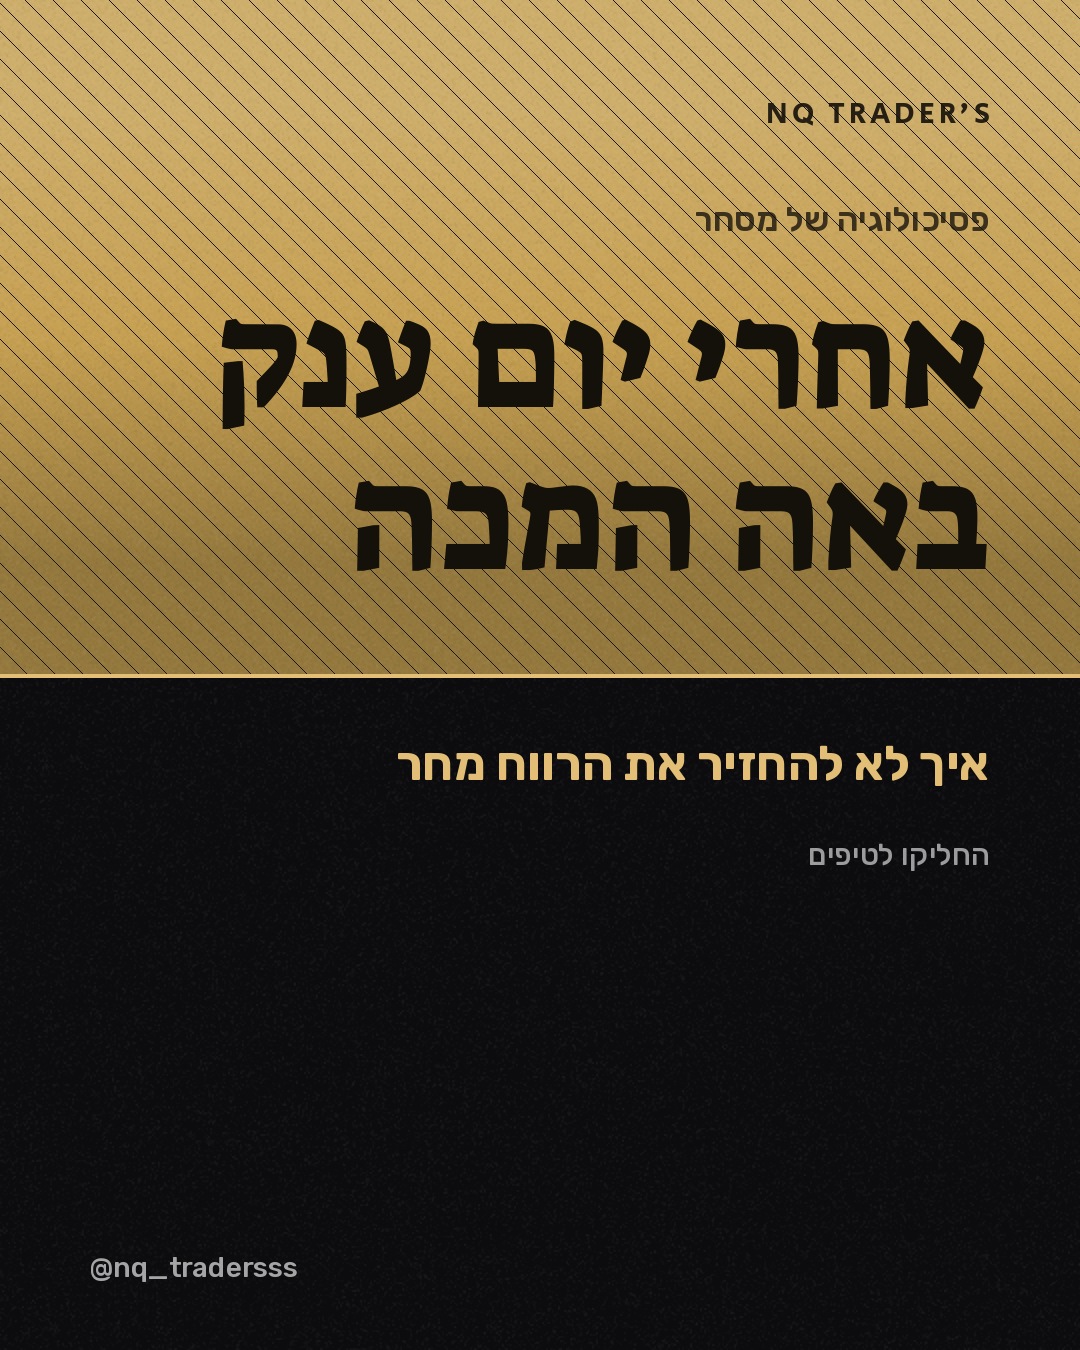 NQ TRADER’S
פסיכולוגיה של מסחר
אחרי יום ענק
באה המכה
איך לא להחזיר את הרווח מחר
החליקו לטיפים
@nq_tradersss